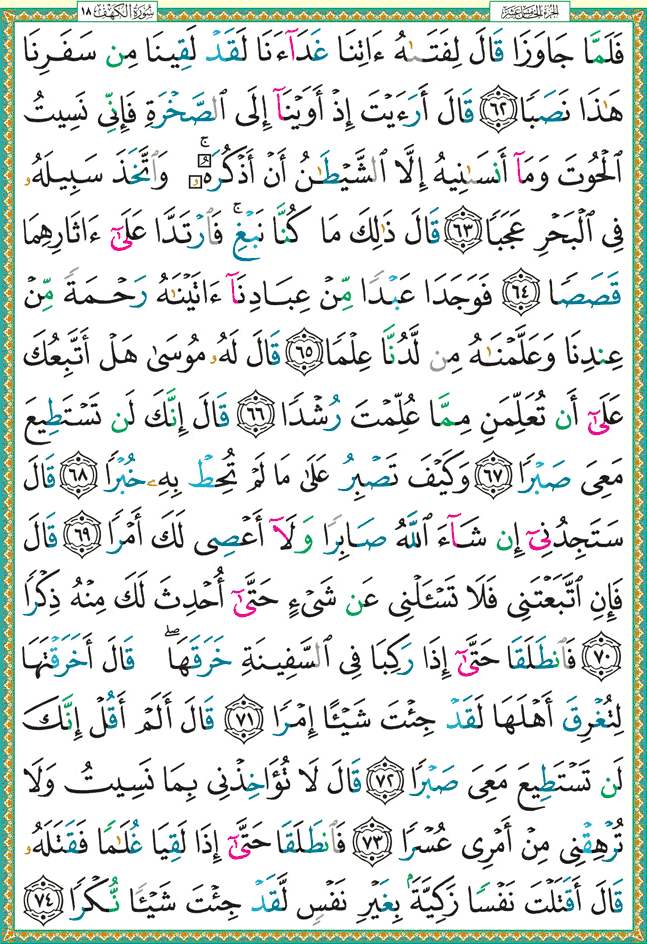 الجزء الخامس عشر سورة الكهف ١٨
فَلَمَّا جَاوَزَا قَالَ لِفَتَىٰهُ ءَاتِنَا غَدَآءَنَا لَقَدْ لَقِينَا مِن سَفَرِنَا
هَٰذَا نَصَبًا ٦٢ قَالَ أَرَءَيْتَ إِذْ أَوَيْنَآ إِلَى ٱلصَّخْرَةِ فَإِنِّى نَسِيتُ
ٱلْحُوتَ وَمَآ أَنسَىٰنِيهُ إِلَّا ٱلشَّيْطَٰنُ أَنْ أَذْكُرَهُۥ ۚ وَٱتَّخَذَ سَبِيلَهُۥ
فِى ٱلْبَحْرِ عَجَبًا ٦٣ قَالَ ذَٰلِكَ مَا كُنَّا نَبْغِ ۚ فَٱرْتَدَّا عَلَىٰٓ ءَاثَارِهِمَا
قَصَصًا ٦٤ فَوَجَدَا عَبْدًا مِّنْ عِبَادِنَآ ءَاتَيْنَٰهُ رَحْمَةً مِّنْ
عِندِنَا وَعَلَّمْنَٰهُ مِن لَّدُنَّا عِلْمًا ٦٥ قَالَ لَهُۥ مُوسَىٰ هَلْ أَتَّبِعُكَ
عَلَىٰٓ أَن تُعَلِّمَنِ مِمَّا عُلِّمْتَ رُشْدًا ٦٦ قَالَ إِنَّكَ لَن تَسْتَطِيعَ
مَعِىَ صَبْرًا ٦٧ وَكَيْفَ تَصْبِرُ عَلَىٰ مَا لَمْ تُحِطْ بِهِۦ خُبْرًا ٦٨ قَالَ
سَتَجِدُنِىٓ إِن شَآءَ ٱللَّهُ صَابِرًا وَلَآ أَعْصِى لَكَ أَمْرًا ٦٩ قَالَ
فَإِنِ ٱتَّبَعْتَنِى فَلَا تَسْـَٔلْنِى عَن شَىْءٍ حَتَّىٰٓ أُحْدِثَ لَكَ مِنْهُ ذِكْرًا
٧٠ فَٱنطَلَقَا حَتَّىٰٓ إِذَا رَكِبَا فِى ٱلسَّفِينَةِ خَرَقَهَا ۖ قَالَ أَخَرَقْتَهَا
لِتُغْرِقَ أَهْلَهَا لَقَدْ جِئْتَ شَيْـًٔا إِمْرًا ٧١ قَالَ أَلَمْ أَقُلْ إِنَّكَ
لَن تَسْتَطِيعَ مَعِىَ صَبْرًا ٧٢ قَالَ لَا تُؤَاخِذْنِى بِمَا نَسِيتُ وَلَا
تُرْهِقْنِى مِنْ أَمْرِى عُسْرًا ٧٣ فَٱنطَلَقَا حَتَّىٰٓ إِذَا لَقِيَا غُلَٰمًا فَقَتَلَهُۥ
قَالَ أَقَتَلْتَ نَفْسًا زَكِيَّةًۢ بِغَيْرِ نَفْسٍ لَّقَدْ جِئْتَ شَيْـًٔا نُّكْرًا ٧٤